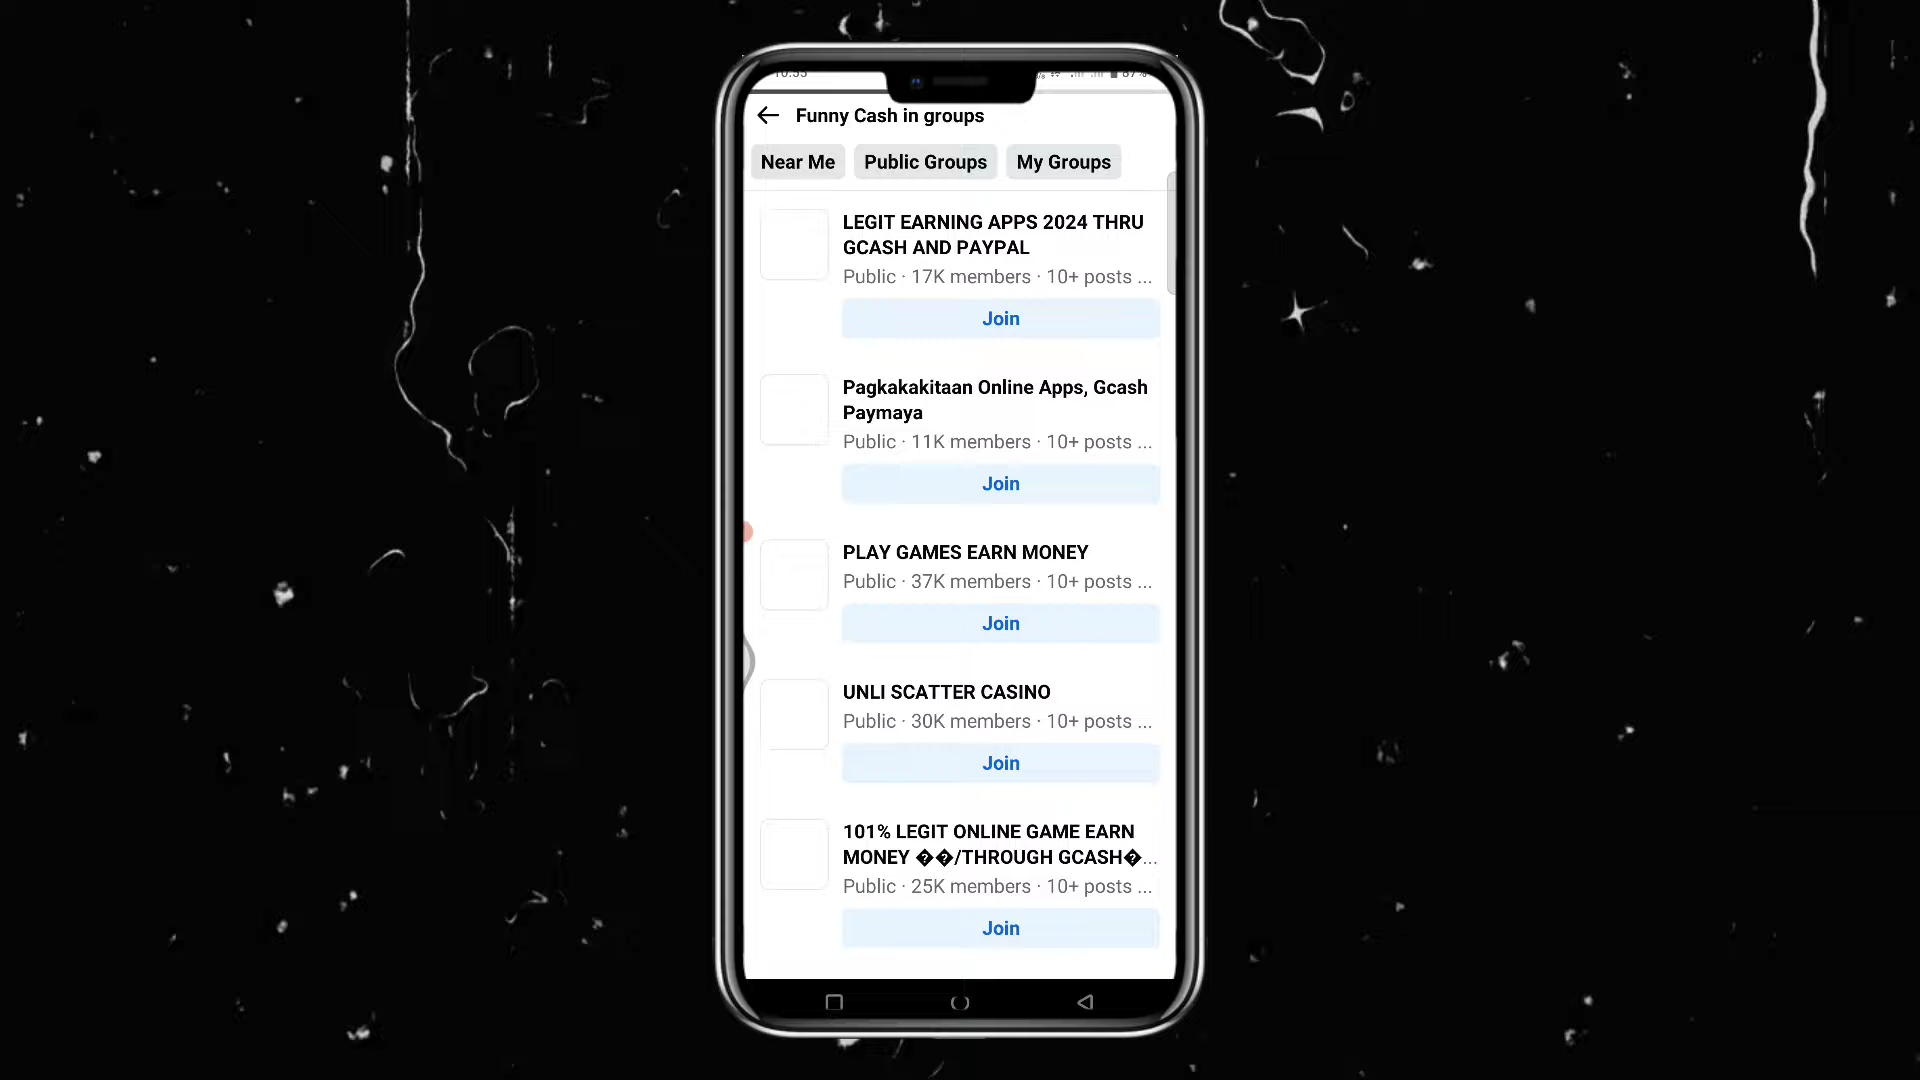 10:55
87%
Funny Cash in groups
Near Me
Public Groups
My Groups
LEGIT EARNING APPS 2024 THRU
GCASH AND PAYPAL
Public · 17K members · 10+ posts ...
Join
Pagkakakitaan Online Apps, Gcash
Paymaya
Public · 11K members · 10+ posts ...
Join
PLAY GAMES EARN MONEY
Public · 37K members · 10+ posts ...
Join
UNLI SCATTER CASINO
Public · 30K members · 10+ posts ...
Join
101% LEGIT ONLINE GAME EARN
MONEY ��/THROUGH GCASH�...
Public · 25K members · 10+ posts ...
Join